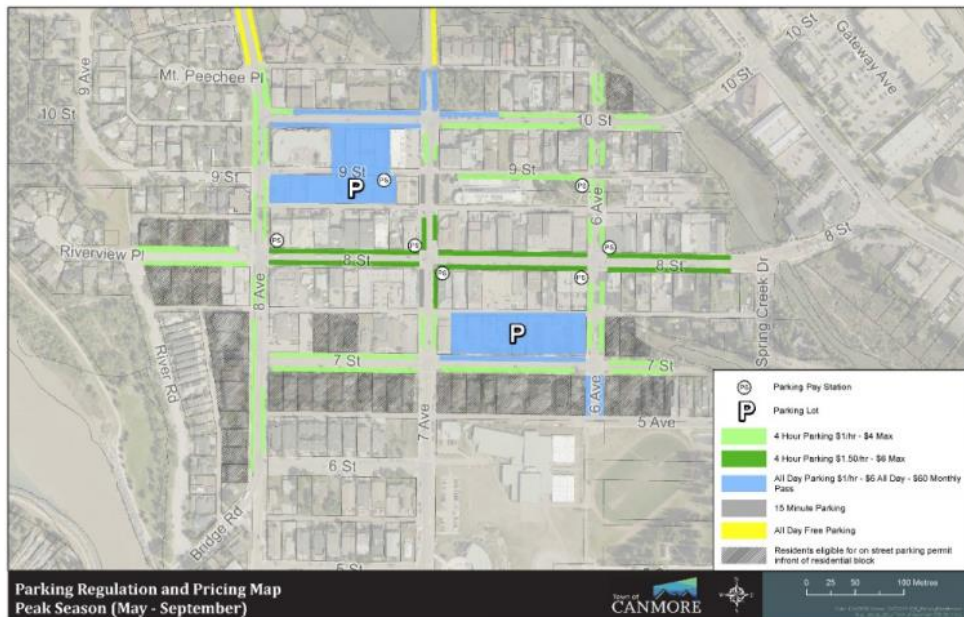 10 St
Gateway Ave
9 Ave
Mt. Peechee Pl
10 St
10 St
10 St
9 St
9 St
9 St
P
PS
PS
6 Ave
8 St
PS
PS
PS
Riverview Pl
8 St
8 St
PS
PS
8 Ave
Spring Creek Dr
P
River Rd
7 St
7 St
6 Ave
7 Ave
5 Ave
6 St
Bridge Rd
5 St
PS Parking Pay Station
P Parking Lot
4 Hour Parking $1/hr - $4 Max
4 Hour Parking $1.50/hr - $6 Max
All Day Parking $1/hr - $6 All Day - $60 Monthly
Pass
15 Minute Parking
All Day Free Parking
Residents eligible for on street parking permit
infront of residential block
Parking Regulation and Pricing Map
Peak Season (May - September)
Town of
CANMORE
0 25 50 100 Metres